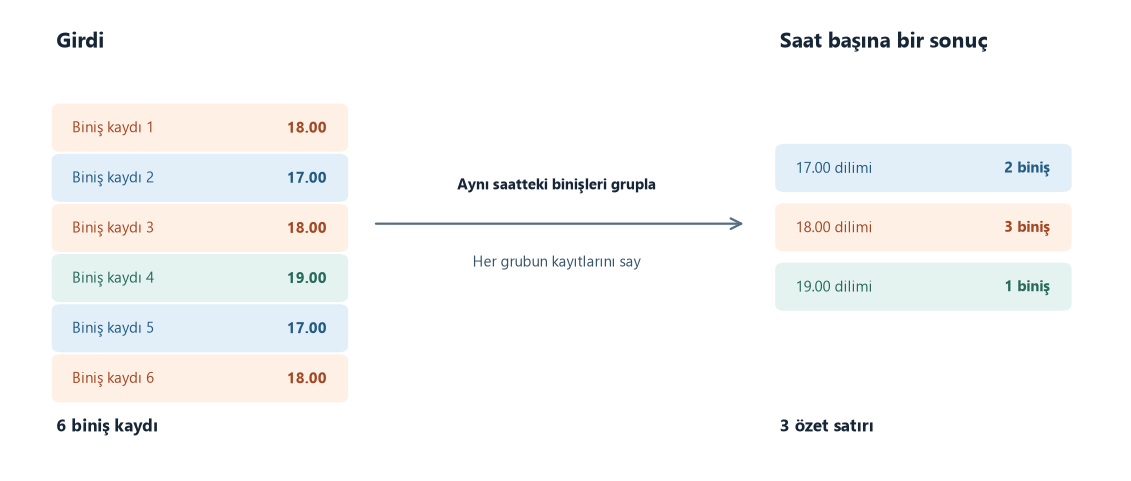 Girdi
Biniş kaydı 1 18.00
Biniş kaydı 2 17.00
Biniş kaydı 3 18.00
Biniş kaydı 4 19.00
Biniş kaydı 5 17.00
Biniş kaydı 6 18.00
6 biniş kaydı
Aynı saatteki binişleri grupla
Her grubun kayıtlarını say
Saat başına bir sonuç
17.00 dilimi 2 biniş
18.00 dilimi 3 biniş
19.00 dilimi 1 biniş
3 özet satırı